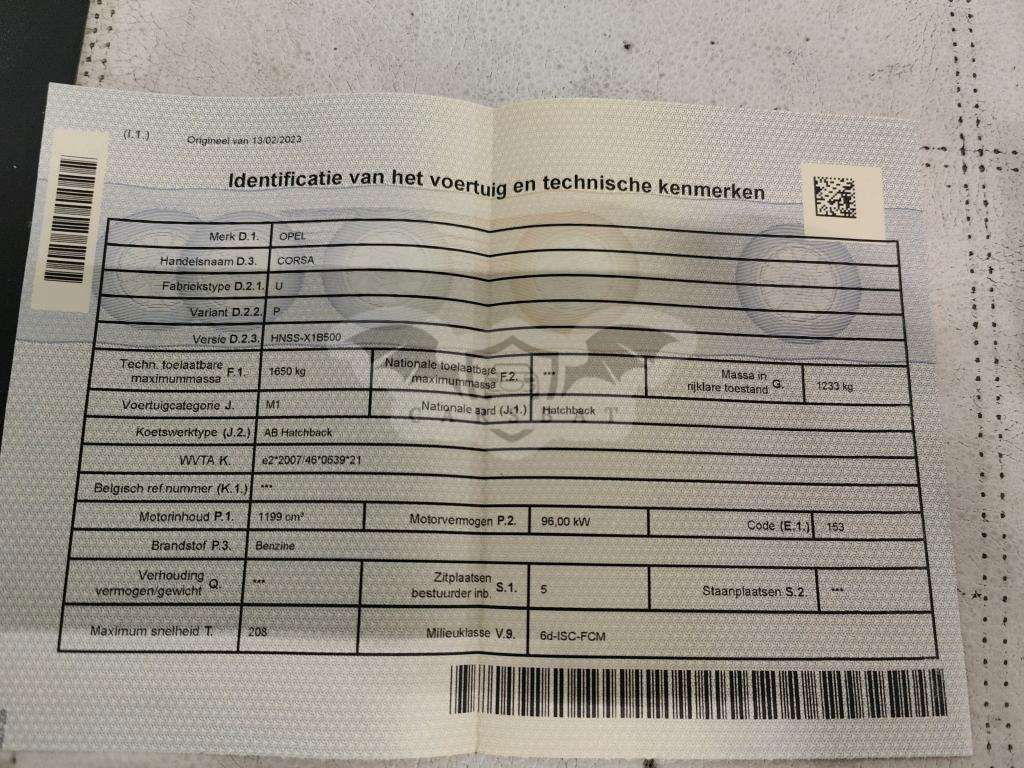 (I.1.) Origineel van 13/02/2023
Identificatie van het voertuig en technische kenmerken
Merk D.1. OPEL
Handelsnaam D.3. CORSA
Fabriekstype D.2.1. U
Variant D.2.2. P
Versie D.2.3. HNSS-X1B500
Techn. toelaatbare maximummassa F.1. 1650 kg Nationale toelaatbare maximummassa F.2. *** Massa in rijklare toestand G. 1233 kg
Voertuigcategorie J. M1 Nationale aard (J.1.) Hatchback
Koetswerktype (J.2.) AB Hatchback
WVTA K. e2*2007/46*0639*21
Belgisch ref.nummer (K.1.) ***
Motorinhoud P.1. 1199 cm³ Motorvermogen P.2. 96,00 kW Code (E.1.) 153
Brandstof P.3. Benzine
Verhouding vermogen/gewicht Q. *** Zitplaatsen bestuurder inb. S.1. 5 Staanplaatsen S.2. ***
Maximum snelheid T. 208 Milieuklasse V.9. 6d-ISC-FCM